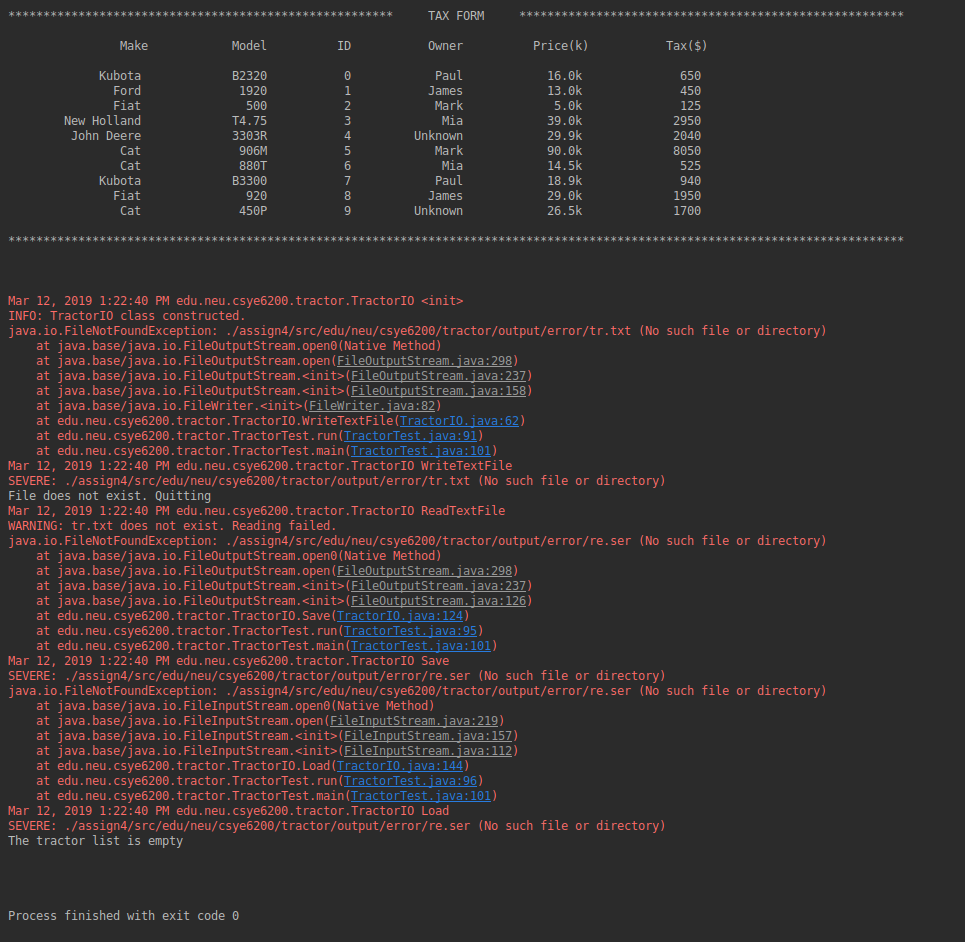 *******************************************************     TAX FORM     *******************************************************
Make Model ID Owner Price(k) Tax($)
Kubota B2320 0 Paul 16.0k 650
Ford 1920 1 James 13.0k 450
Fiat 500 2 Mark 5.0k 125
New Holland T4.75 3 Mia 39.0k 2950
John Deere 3303R 4 Unknown 29.9k 2040
Cat 906M 5 Mark 90.0k 8050
Cat 880T 6 Mia 14.5k 525
Kubota B3300 7 Paul 18.9k 940
Fiat 920 8 James 29.0k 1950
Cat 450P 9 Unknown 26.5k 1700
********************************************************************************************************************************
Mar 12, 2019 1:22:40 PM edu.neu.csye6200.tractor.TractorIO <init>
INFO: TractorIO class constructed.
java.io.FileNotFoundException: ./assign4/src/edu/neu/csye6200/tractor/output/error/tr.txt (No such file or directory)
    at java.base/java.io.FileOutputStream.open0(Native Method)
    at java.base/java.io.FileOutputStream.open(FileOutputStream.java:298)
    at java.base/java.io.FileOutputStream.<init>(FileOutputStream.java:237)
    at java.base/java.io.FileOutputStream.<init>(FileOutputStream.java:158)
    at java.base/java.io.FileWriter.<init>(FileWriter.java:82)
    at edu.neu.csye6200.tractor.TractorIO.WriteTextFile(TractorIO.java:62)
    at edu.neu.csye6200.tractor.TractorTest.run(TractorTest.java:91)
    at edu.neu.csye6200.tractor.TractorTest.main(TractorTest.java:101)
Mar 12, 2019 1:22:40 PM edu.neu.csye6200.tractor.TractorIO WriteTextFile
SEVERE: ./assign4/src/edu/neu/csye6200/tractor/output/error/tr.txt (No such file or directory)
File does not exist. Quitting
Mar 12, 2019 1:22:40 PM edu.neu.csye6200.tractor.TractorIO ReadTextFile
WARNING: tr.txt does not exist. Reading failed.
java.io.FileNotFoundException: ./assign4/src/edu/neu/csye6200/tractor/output/error/re.ser (No such file or directory)
    at java.base/java.io.FileOutputStream.open0(Native Method)
    at java.base/java.io.FileOutputStream.open(FileOutputStream.java:298)
    at java.base/java.io.FileOutputStream.<init>(FileOutputStream.java:237)
    at java.base/java.io.FileOutputStream.<init>(FileOutputStream.java:126)
    at edu.neu.csye6200.tractor.TractorIO.Save(TractorIO.java:124)
    at edu.neu.csye6200.tractor.TractorTest.run(TractorTest.java:95)
    at edu.neu.csye6200.tractor.TractorTest.main(TractorTest.java:101)
Mar 12, 2019 1:22:40 PM edu.neu.csye6200.tractor.TractorIO Save
SEVERE: ./assign4/src/edu/neu/csye6200/tractor/output/error/re.ser (No such file or directory)
java.io.FileNotFoundException: ./assign4/src/edu/neu/csye6200/tractor/output/error/re.ser (No such file or directory)
    at java.base/java.io.FileInputStream.open0(Native Method)
    at java.base/java.io.FileInputStream.open(FileInputStream.java:219)
    at java.base/java.io.FileInputStream.<init>(FileInputStream.java:157)
    at java.base/java.io.FileInputStream.<init>(FileInputStream.java:112)
    at edu.neu.csye6200.tractor.TractorIO.Load(TractorIO.java:144)
    at edu.neu.csye6200.tractor.TractorTest.run(TractorTest.java:96)
    at edu.neu.csye6200.tractor.TractorTest.main(TractorTest.java:101)
Mar 12, 2019 1:22:40 PM edu.neu.csye6200.tractor.TractorIO Load
SEVERE: ./assign4/src/edu/neu/csye6200/tractor/output/error/re.ser (No such file or directory)
The tractor list is empty
Process finished with exit code 0